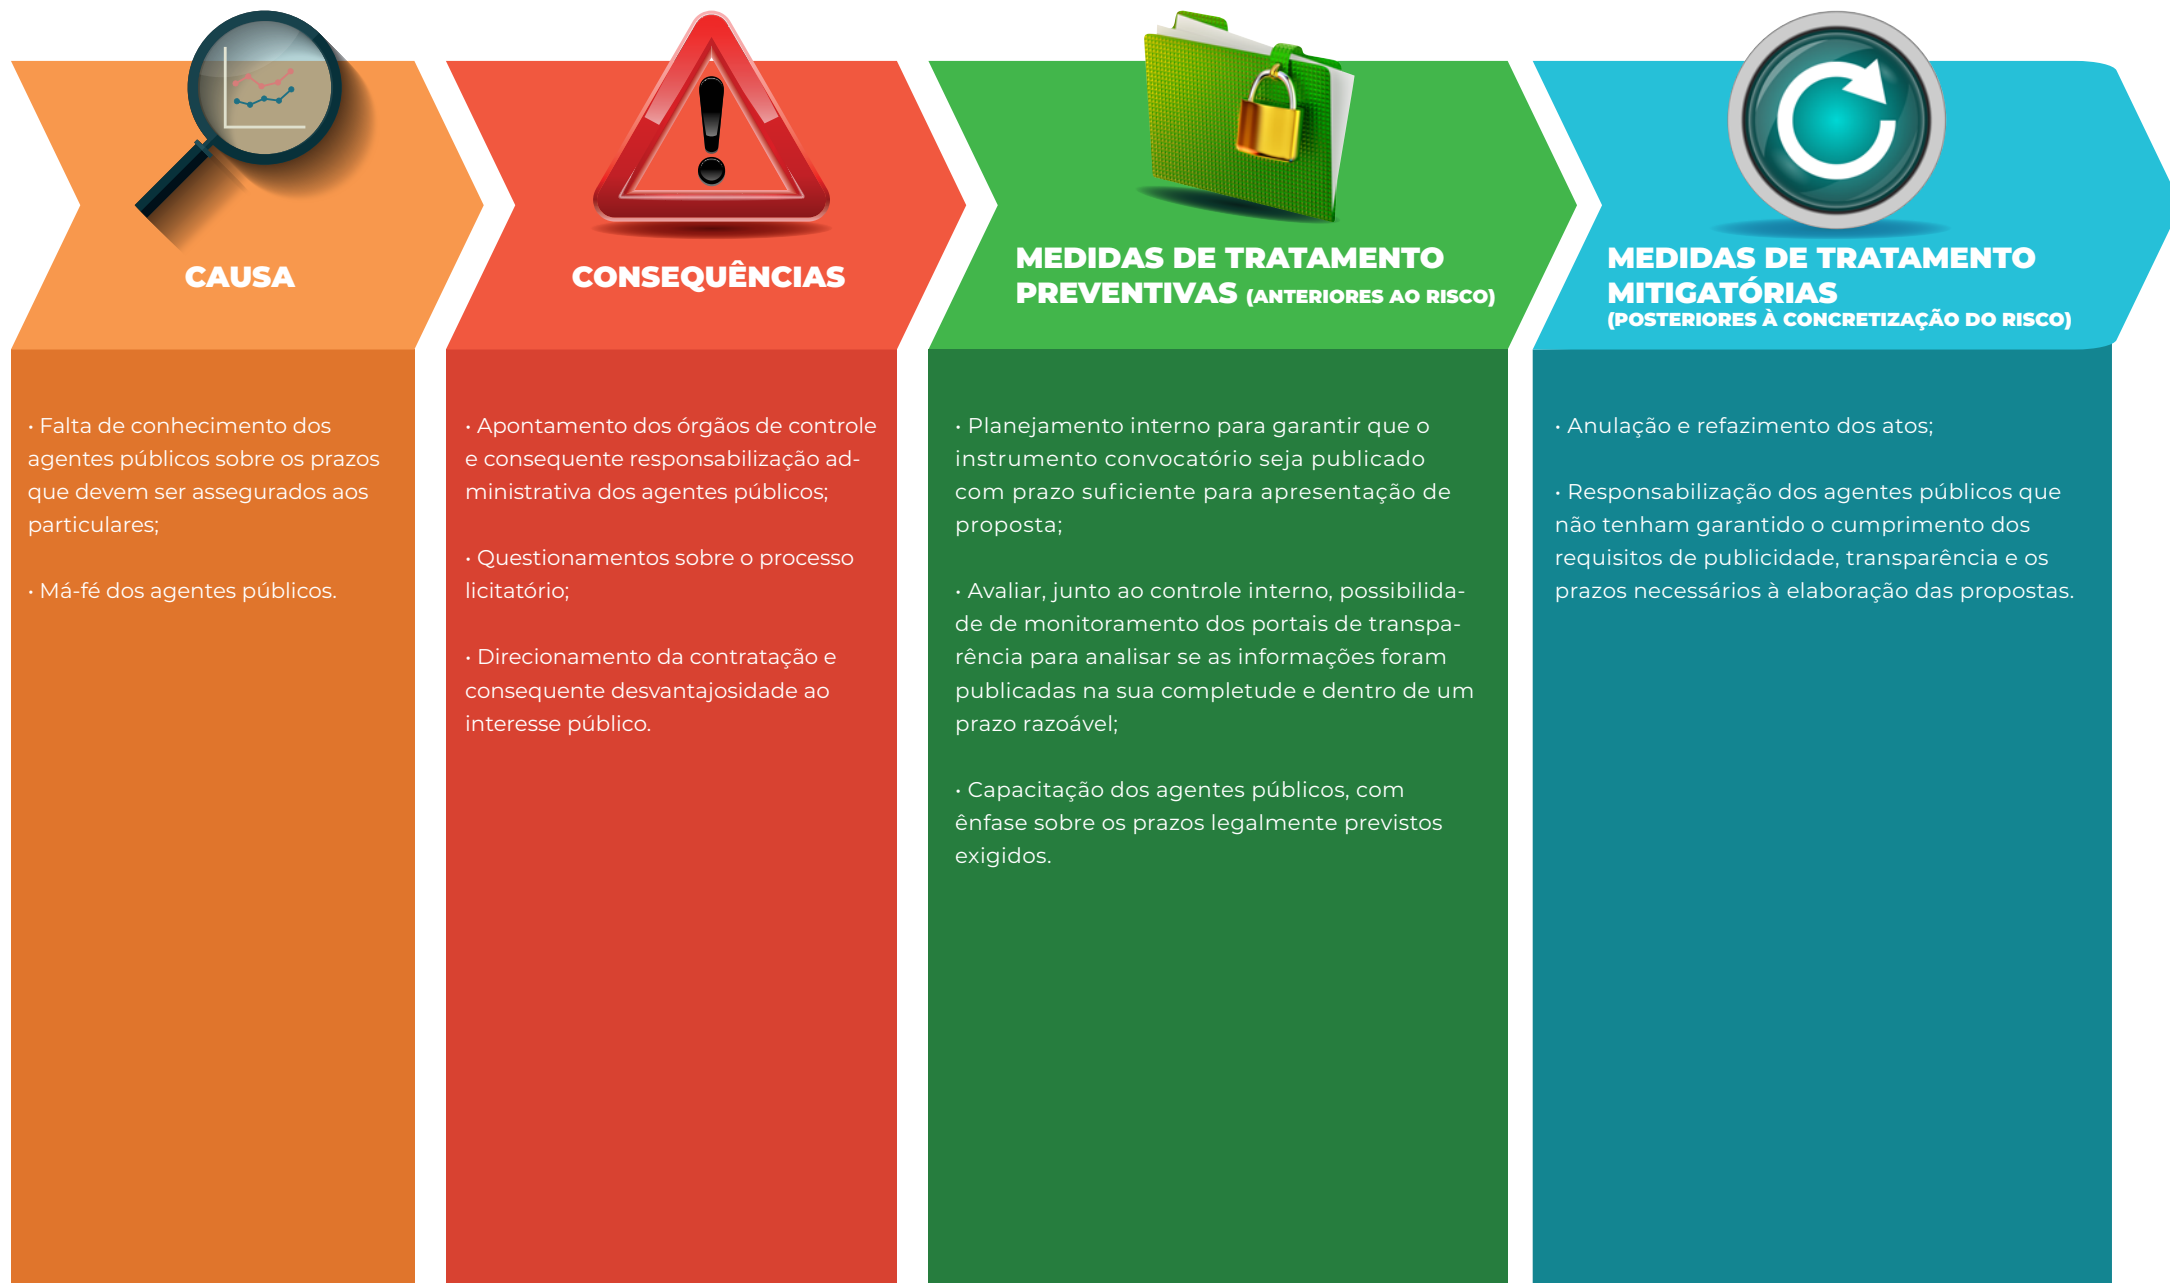 CAUSA
• Falta de conhecimento dos
agentes públicos sobre os prazos
que devem ser assegurados aos
particulares;
• Má-fé dos agentes públicos.
CONSEQUÊNCIAS
• Apontamento dos órgãos de controle
e consequente responsabilização ad-
ministrativa dos agentes públicos;
• Questionamentos sobre o processo
licitatório;
• Direcionamento da contratação e
consequente desvantajosidade ao
interesse público.
MEDIDAS DE TRATAMENTO
PREVENTIVAS (ANTERIORES AO RISCO)
• Planejamento interno para garantir que o
instrumento convocatório seja publicado
com prazo suficiente para apresentação de
proposta;
• Avaliar, junto ao controle interno, possibilida-
de de monitoramento dos portais de transpa-
rência para analisar se as informações foram
publicadas na sua completude e dentro de um
prazo razoável;
• Capacitação dos agentes públicos, com
ênfase sobre os prazos legalmente previstos
exigidos.
MEDIDAS DE TRATAMENTO
MITIGATÓRIAS
(POSTERIORES À CONCRETIZAÇÃO DO RISCO)
• Anulação e refazimento dos atos;
• Responsabilização dos agentes públicos que
não tenham garantido o cumprimento dos
requisitos de publicidade, transparência e os
prazos necessários à elaboração das propostas.